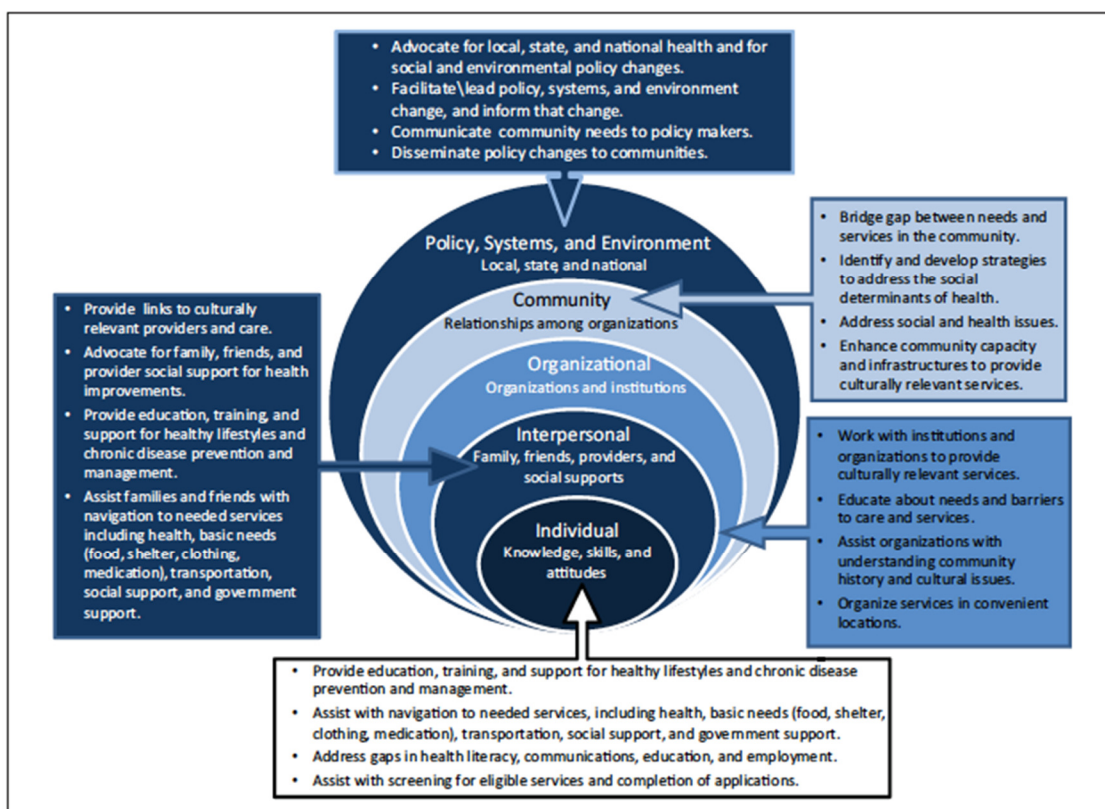 • Advocate for local, state, and national health and for
social and environmental policy changes.
• Facilitate\lead policy, systems, and environment
change, and inform that change.
• Communicate community needs to policy makers.
• Disseminate policy changes to communities.
Policy, Systems, and Environment
Local, state, and national
Community
Relationships among organizations
Organizational
Organizations and institutions
Interpersonal
Family, friends, providers, and
social supports
Individual
Knowledge, skills, and
attitudes
• Bridge gap between needs and
services in the community.
• Identify and develop strategies
to address the social
determinants of health.
• Address social and health issues.
• Enhance community capacity
and infrastructures to provide
culturally relevant services.
• Provide links to culturally
relevant providers and care.
• Advocate for family, friends, and
provider social support for health
improvements.
• Provide education, training, and
support for healthy lifestyles and
chronic disease prevention and
management.
• Assist families and friends with
navigation to needed services
including health, basic needs
(food, shelter, clothing,
medication), transportation,
social support, and government
support.
• Work with institutions and
organizations to provide
culturally relevant services.
• Educate about needs and barriers
to care and services.
• Assist organizations with
understanding community
history and cultural issues.
• Organize services in convenient
locations.
• Provide education, training, and support for healthy lifestyles and chronic disease
prevention and management.
• Assist with navigation to needed services, including health, basic needs (food, shelter,
clothing, medication), transportation, social support, and government support.
• Address gaps in health literacy, communications, education, and employment.
• Assist with screening for eligible services and completion of applications.